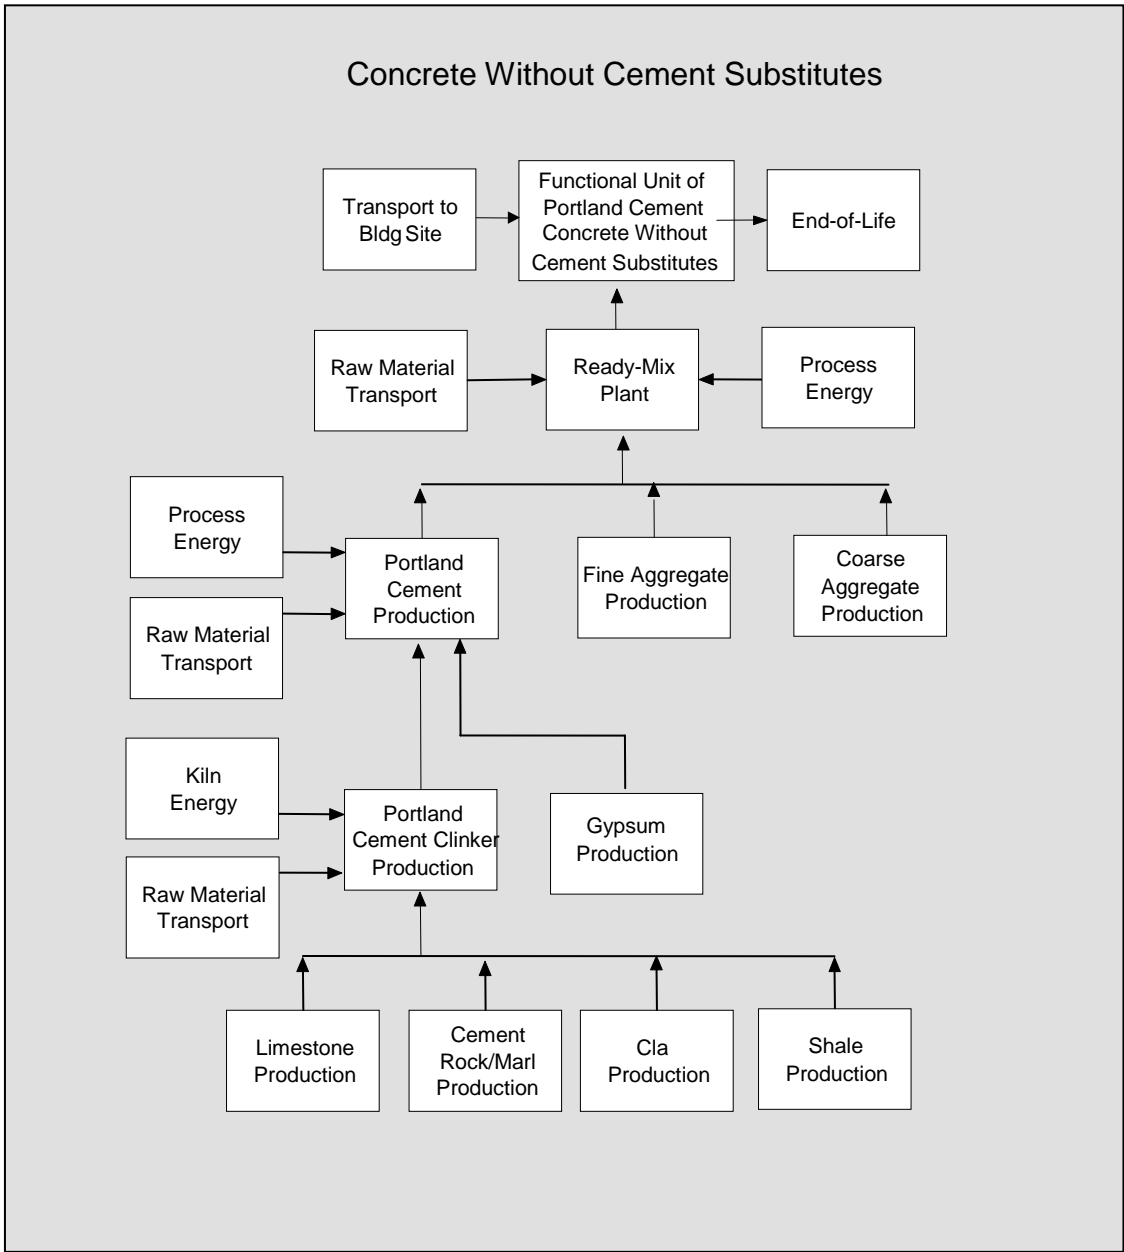 Concrete Without Cement Substitutes
Transport to
Bldg Site
Functional Unit of
Portland Cement
Concrete Without
Cement Substitutes
End-of-Life
Raw Material
Transport
Ready-Mix
Plant
Process
Energy
Process
Energy
Raw Material
Transport
Portland
Cement
Production
Fine Aggregate
Production
Coarse
Aggregate
Production
Kiln
Energy
Raw Material
Transport
Portland
Cement Clinker
Production
Gypsum
Production
Limestone
Production
Cement
Rock/Marl
Production
Cla
Production
Shale
Production